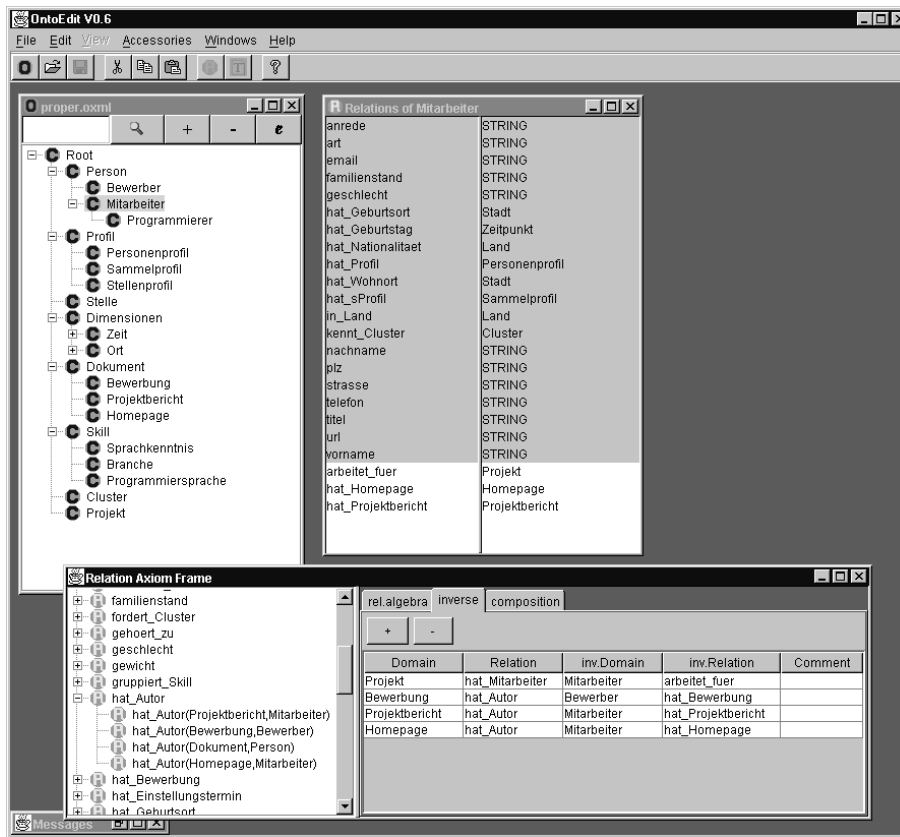 OntoEdit V0.6
File Edit View Accessories Windows Help
proper.oxml
+ - e
Root
Person
Bewerber
Mitarbeiter
Programmierer
Profil
Personenprofil
Sammelprofil
Stellenprofil
Stelle
Dimensionen
Zeit
Ort
Dokument
Bewerbung
Projektbericht
Homepage
Skill
Sprachkenntnis
Branche
Programmiersprache
Cluster
Projekt
Relations of Mitarbeiter
anrede STRING
art STRING
email STRING
familienstand STRING
geschlecht STRING
hat_Geburtsort Stadt
hat_Geburtstag Zeitpunkt
hat_Nationalitaet Land
hat_Profil Personenprofil
hat_Wohnort Stadt
hat_sProfil Sammelprofil
in_Land Land
kennt_Cluster Cluster
nachname STRING
plz STRING
strasse STRING
telefon STRING
titel STRING
url STRING
vorname STRING
arbeitet_fuer Projekt
hat_Homepage Homepage
hat_Projektbericht Projektbericht
Relation Axiom Frame
familienstand
fordert_Cluster
gehoert_zu
geschlecht
gewicht
gruppiert_Skill
hat_Autor
hat_Autor(Projektbericht,Mitarbeiter)
hat_Autor(Bewerbung,Bewerber)
hat_Autor(Dokument,Person)
hat_Autor(Homepage,Mitarbeiter)
hat_Bewerbung
hat_Einstellungstermin
hat_Geburtsort
rel.algebra inverse composition
+ -
Domain Relation inv.Domain inv.Relation Comment
Projekt hat_Mitarbeiter Mitarbeiter arbeitet_fuer
Bewerbung hat_Autor Bewerber hat_Bewerbung
Projektbericht hat_Autor Mitarbeiter hat_Projektbericht
Homepage hat_Autor Mitarbeiter hat_Homepage
Messages